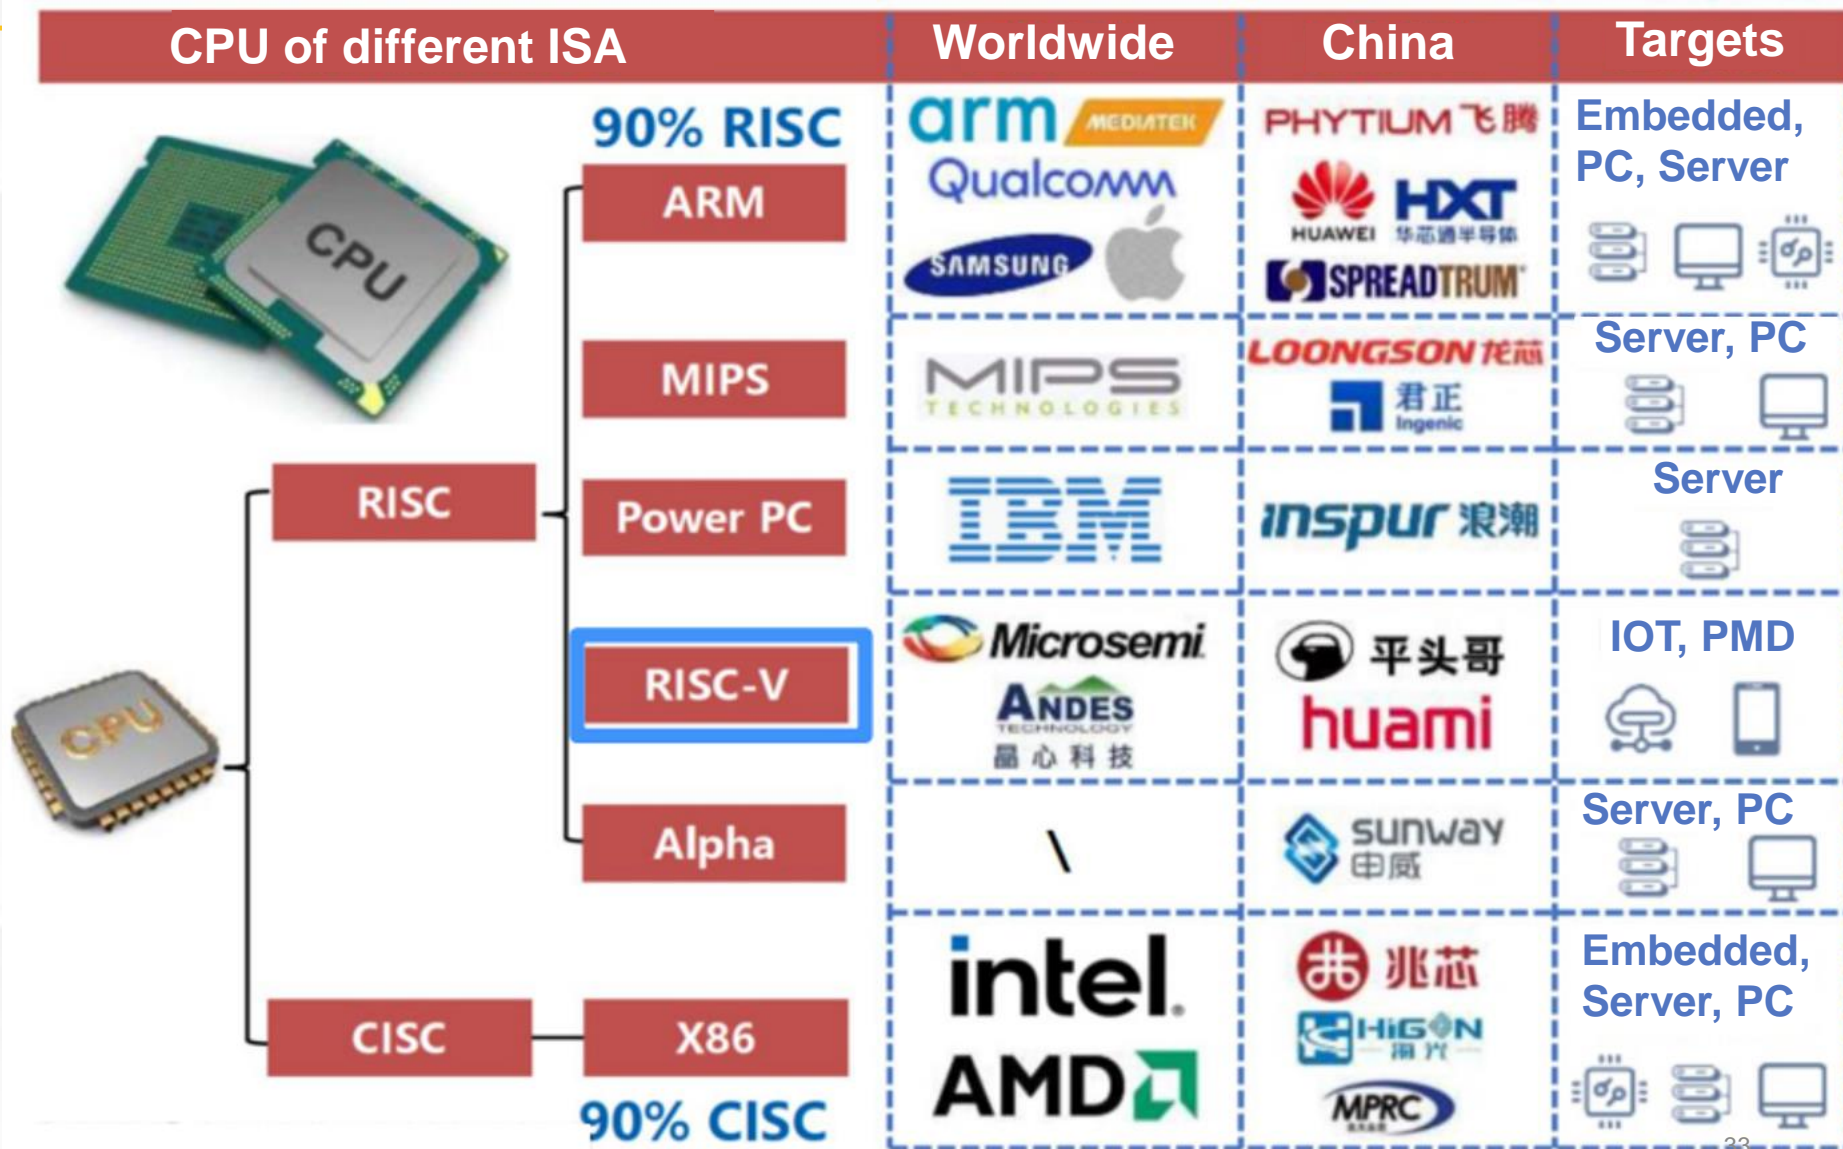 CPU of different ISA
Worldwide
China
Targets
CPU
90% RISC
ARM
arm
MEDIATEK
Qualcomm
SAMSUNG
PHYTIUM 飞腾
HUAWEI
HXT
华芯通半导体
SPREADTRUM
Embedded,
PC, Server
MIPS
MIPS
TECHNOLOGIES
LOONGSON 龙芯
君正
Ingenic
Server, PC
RISC
Power PC
IBM
inspur 浪潮
Server
CPU
RISC-V
Microsemi
ANDES
TECHNOLOGY
晶心科技
平头哥
huami
IOT, PMD
Alpha
\
sunway
申威
Server, PC
CISC
X86
90% CISC
intel
AMD
兆芯
HiGON
海光
MPRC
Embedded,
Server, PC
33